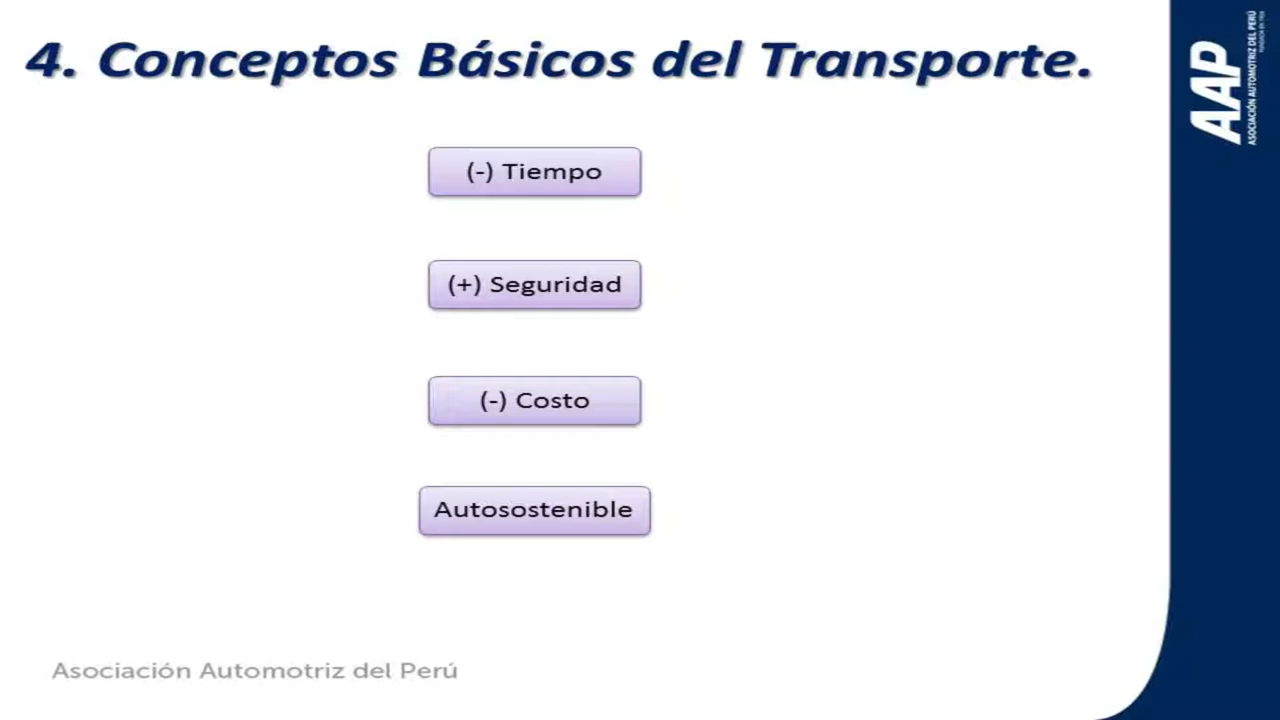 4. Conceptos Básicos del Transporte.
(-) Tiempo
(+) Seguridad
(-) Costo
Autosostenible
Asociación Automotriz del Perú
AAP
ASOCIACIÓN AUTOMOTRIZ DEL PERÚ